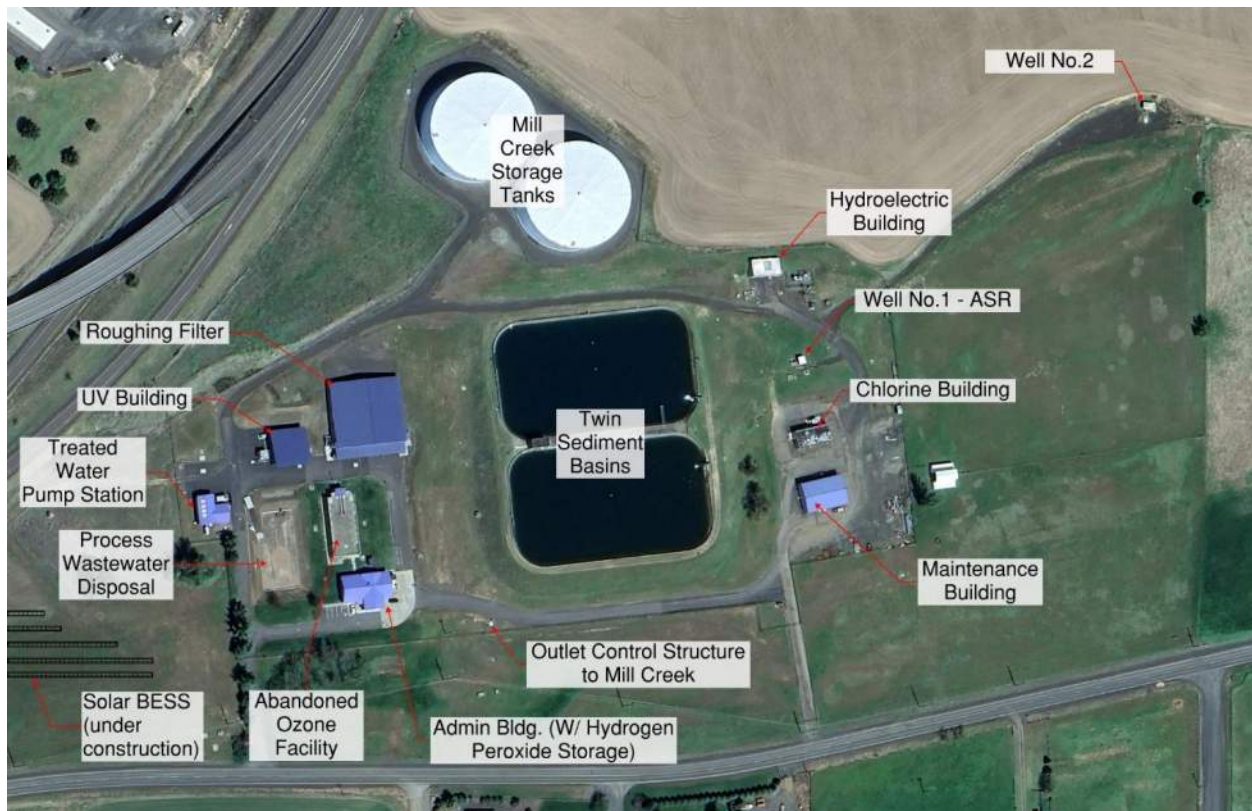 Well No.2
Mill
Creek
Storage
Tanks
Hydroelectric
Building
Well No.1 - ASR
Roughing Filter
UV Building
Chlorine Building
Treated
Water
Pump Station
Twin
Sediment
Basins
Process
Wastewater
Disposal
Maintenance
Building
Outlet Control Structure
to Mill Creek
Solar BESS
(under
construction)
Abandoned
Ozone
Facility
Admin Bldg. (W/ Hydrogen
Peroxide Storage)